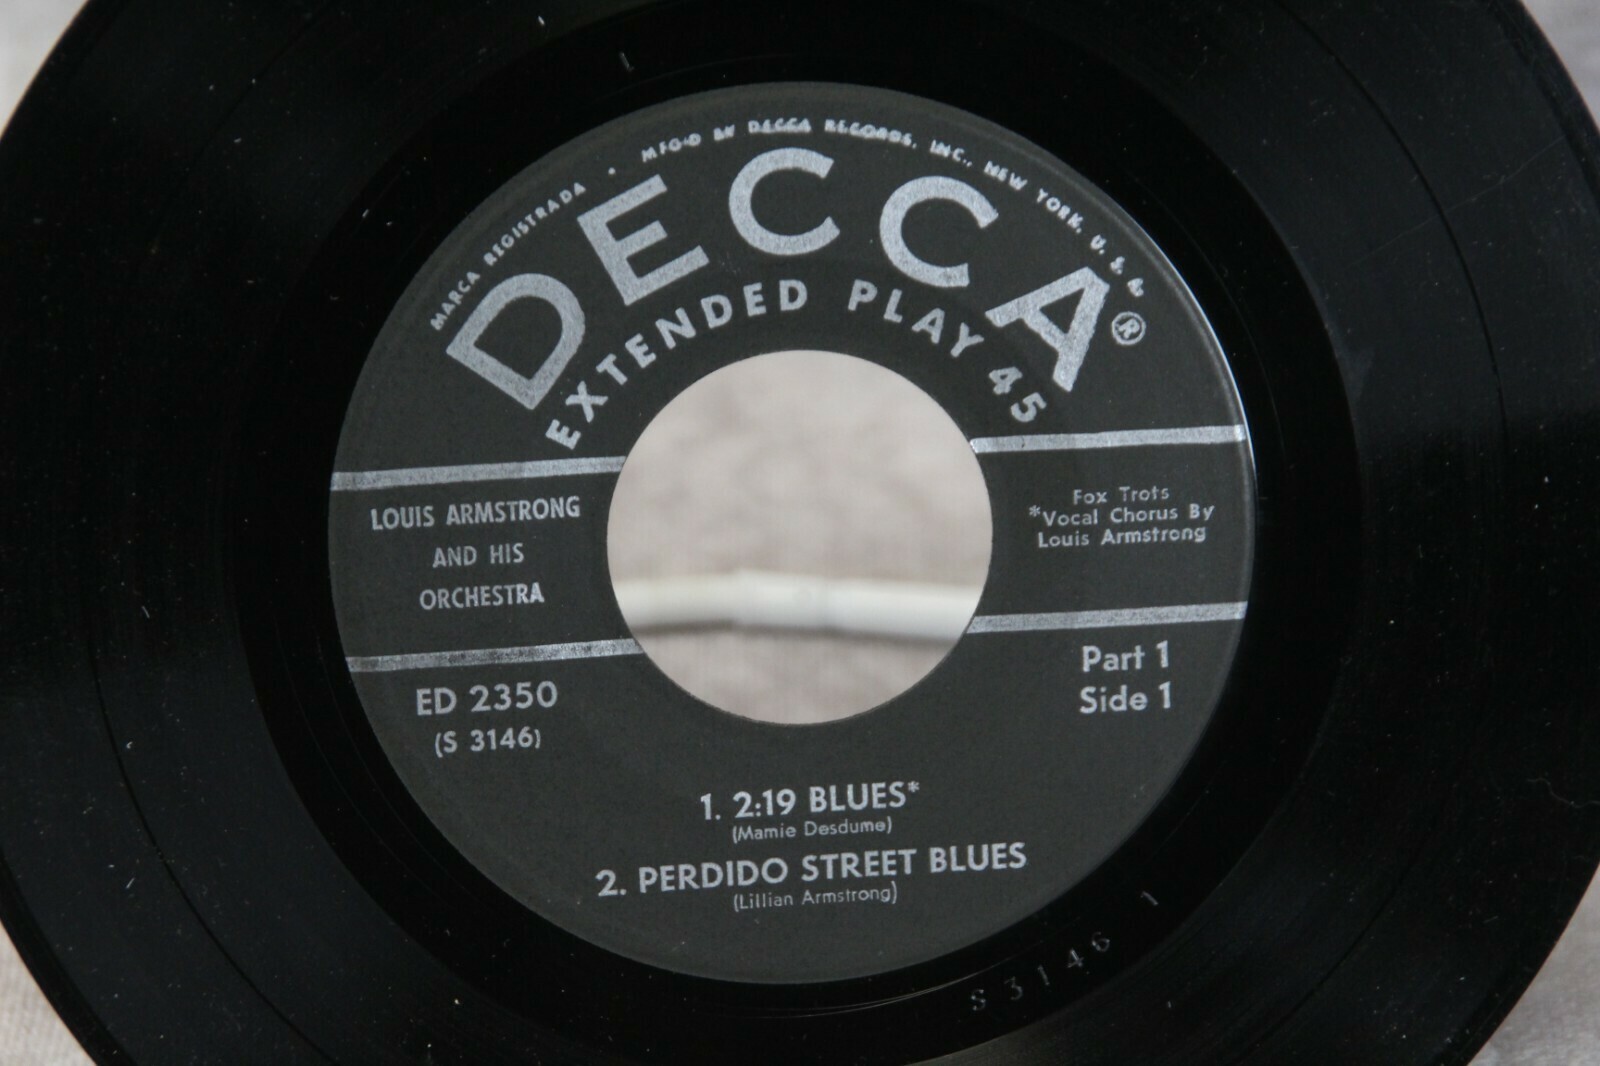 MARCA REGISTRADA • MFG'D BY DECCA RECORDS, INC., NEW YORK, U.S.A.
DECCA®
EXTENDED PLAY 45
LOUIS ARMSTRONG
AND HIS
ORCHESTRA
Fox Trots
*Vocal Chorus By
Louis Armstrong
ED 2350
(S 3146)
Part 1
Side 1
1. 2:19 BLUES*
(Mamie Desdume)
2. PERDIDO STREET BLUES
(Lillian Armstrong)
S 3146 1